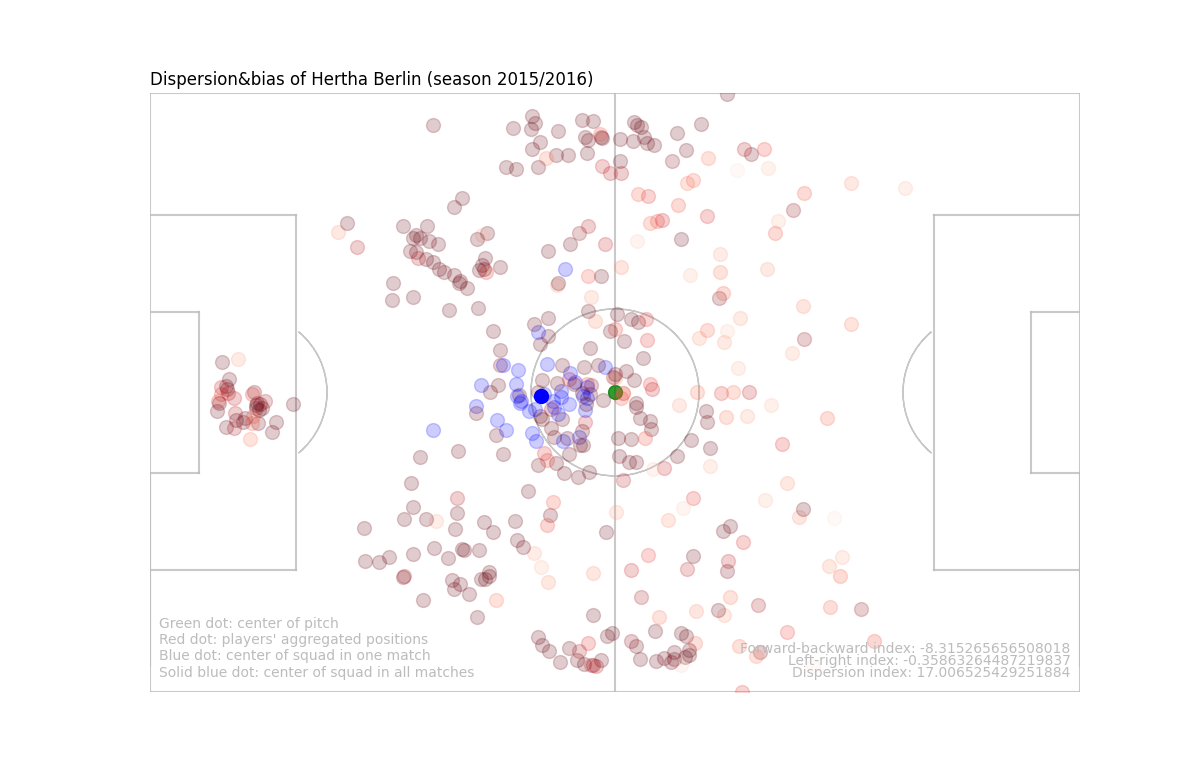 Dispersion&bias of Hertha Berlin (season 2015/2016)
Green dot: center of pitch
Red dot: players' aggregated positions
Blue dot: center of squad in one match
Solid blue dot: center of squad in all matches
Forward-backward index: -8.315265656508018
Left-right index: -0.35863264487219837
Dispersion index: 17.006525429251884